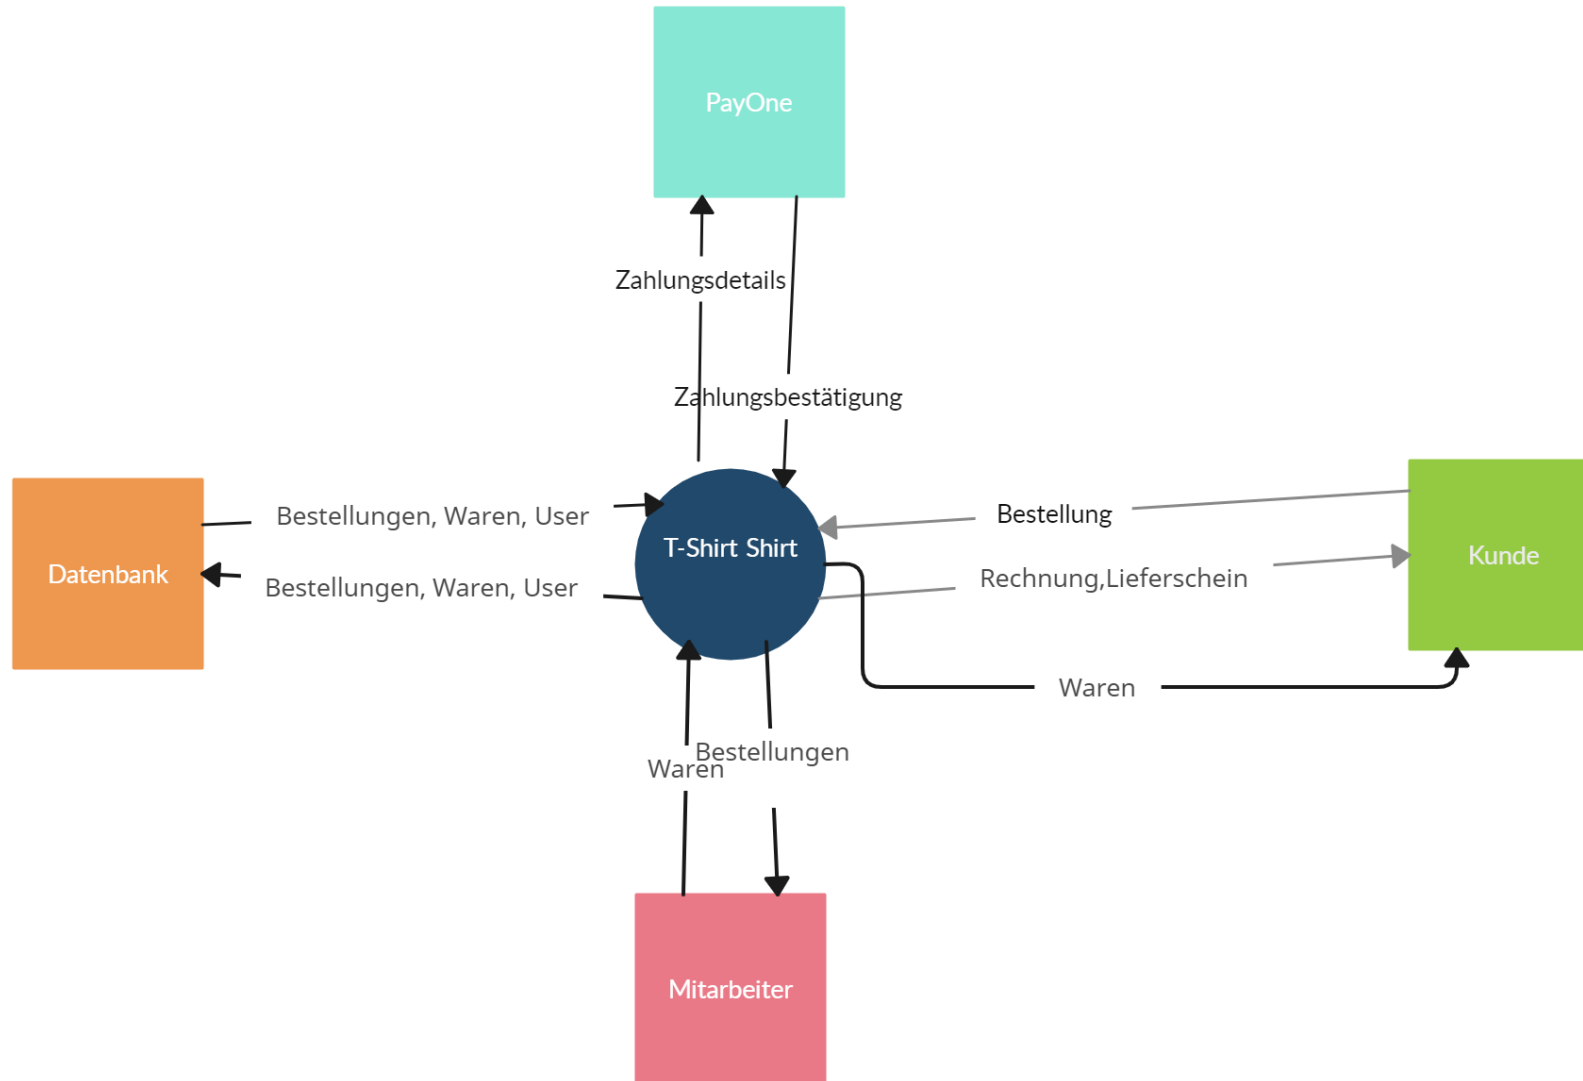 PayOne
Zahlungsdetails
Zahlungsbestätigung
Bestellungen, Waren, User
Bestellung
T-Shirt Shirt
Kunde
Datenbank
Bestellungen, Waren, User
Rechnung,Lieferschein
Waren
Bestellungen
Waren
Mitarbeiter